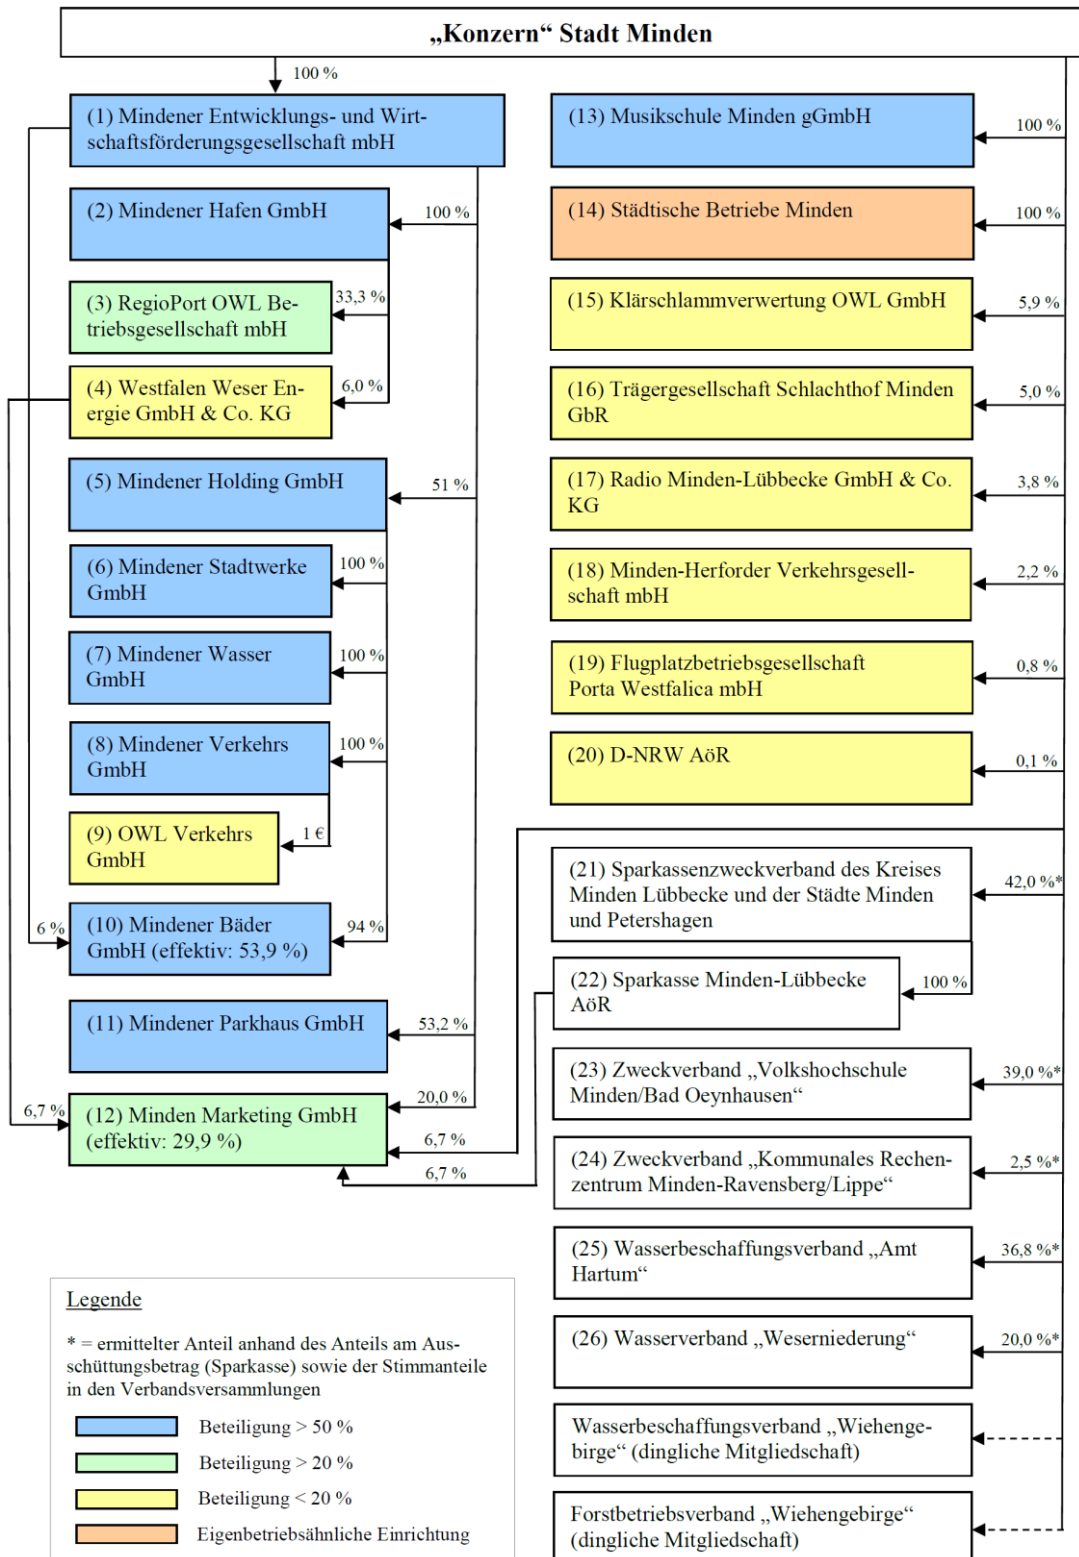 „Konzern“ Stadt Minden
100 %
(1) Mindener Entwicklungs- und Wirt-
schaftsförderungsgesellschaft mbH
(2) Mindener Hafen GmbH
100 %
(3) RegioPort OWL Be-
triebsgesellschaft mbH
33,3 %
(4) Westfalen Weser En-
ergie GmbH & Co. KG
6,0 %
(5) Mindener Holding GmbH
51 %
(6) Mindener Stadtwerke
GmbH
100 %
(7) Mindener Wasser
GmbH
100 %
(8) Mindener Verkehrs
GmbH
100 %
(9) OWL Verkehrs
GmbH
1 €
6 %
(10) Mindener Bäder
GmbH (effektiv: 53,9 %)
94 %
(11) Mindener Parkhaus GmbH
53,2 %
6,7 %
(12) Minden Marketing GmbH
(effektiv: 29,9 %)
20,0 %
6,7 %
6,7 %
(13) Musikschule Minden gGmbH
100 %
(14) Städtische Betriebe Minden
100 %
(15) Klärschlammverwertung OWL GmbH
5,9 %
(16) Trägergesellschaft Schlachthof Minden
GbR
5,0 %
(17) Radio Minden-Lübbecke GmbH & Co.
KG
3,8 %
(18) Minden-Herforder Verkehrsgesell-
schaft mbH
2,2 %
(19) Flugplatzbetriebsgesellschaft
Porta Westfalica mbH
0,8 %
(20) D-NRW AöR
0,1 %
(21) Sparkassenzweckverband des Kreises
Minden Lübbecke und der Städte Minden
und Petershagen
42,0 %*
(22) Sparkasse Minden-Lübbecke
AöR
100 %
(23) Zweckverband „Volkshochschule
Minden/Bad Oeynhausen“
39,0 %*
(24) Zweckverband „Kommunales Rechen-
zentrum Minden-Ravensberg/Lippe“
2,5 %*
(25) Wasserbeschaffungsverband „Amt
Hartum“
36,8 %*
(26) Wasserverband „Weserniederung“
20,0 %*
Wasserbeschaffungsverband „Wiehenge-
birge“ (dingliche Mitgliedschaft)
Forstbetriebsverband „Wiehengebirge“
(dingliche Mitgliedschaft)
Legende
* = ermittelter Anteil anhand des Anteils am Aus-
schüttungsbetrag (Sparkasse) sowie der Stimmanteile
in den Verbandsversammlungen
Beteiligung > 50 %
Beteiligung > 20 %
Beteiligung < 20 %
Eigenbetriebsähnliche Einrichtung